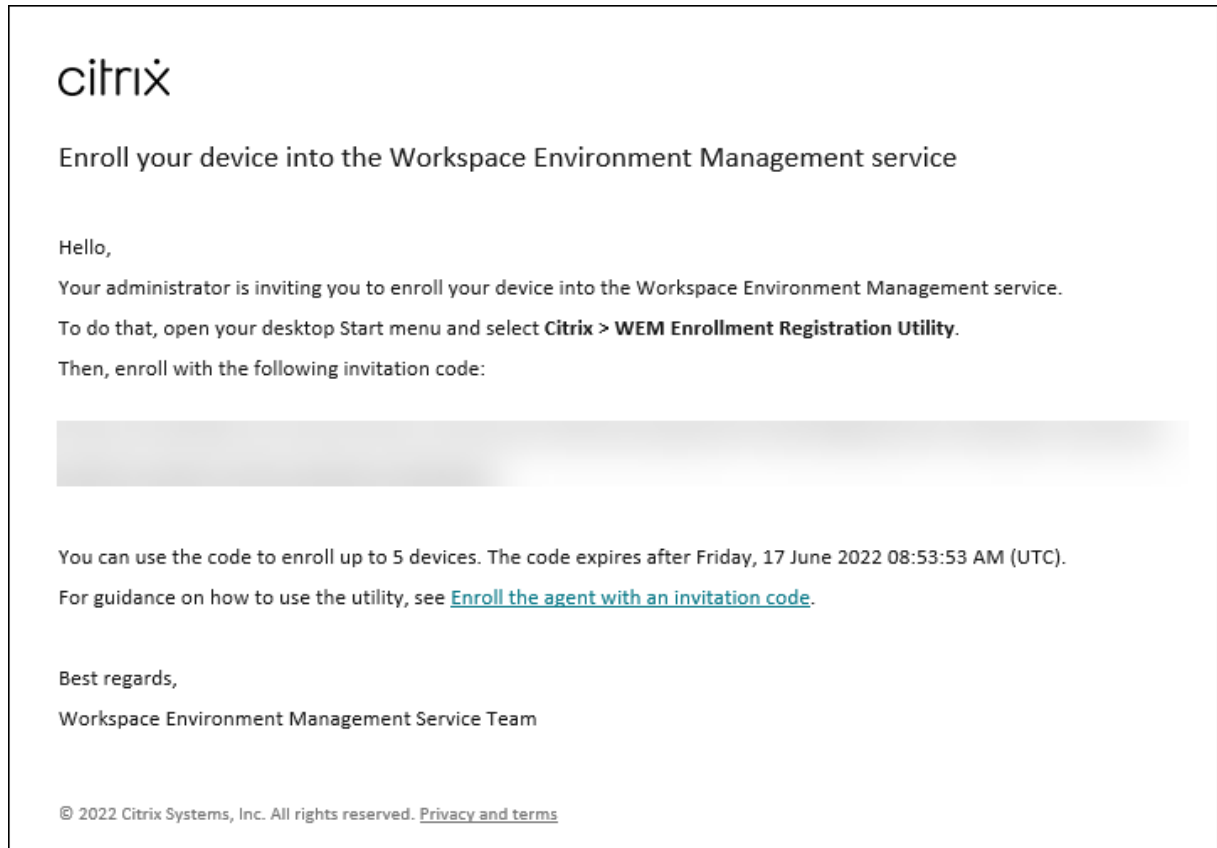 citrix
Enroll your device into the Workspace Environment Management service
Hello,
Your administrator is inviting you to enroll your device into the Workspace Environment Management service.
To do that, open your desktop Start menu and select Citrix > WEM Enrollment Registration Utility.
Then, enroll with the following invitation code:
You can use the code to enroll up to 5 devices. The code expires after Friday, 17 June 2022 08:53:53 AM (UTC).
For guidance on how to use the utility, see Enroll the agent with an invitation code.
Best regards,
Workspace Environment Management Service Team
© 2022 Citrix Systems, Inc. All rights reserved. Privacy and terms